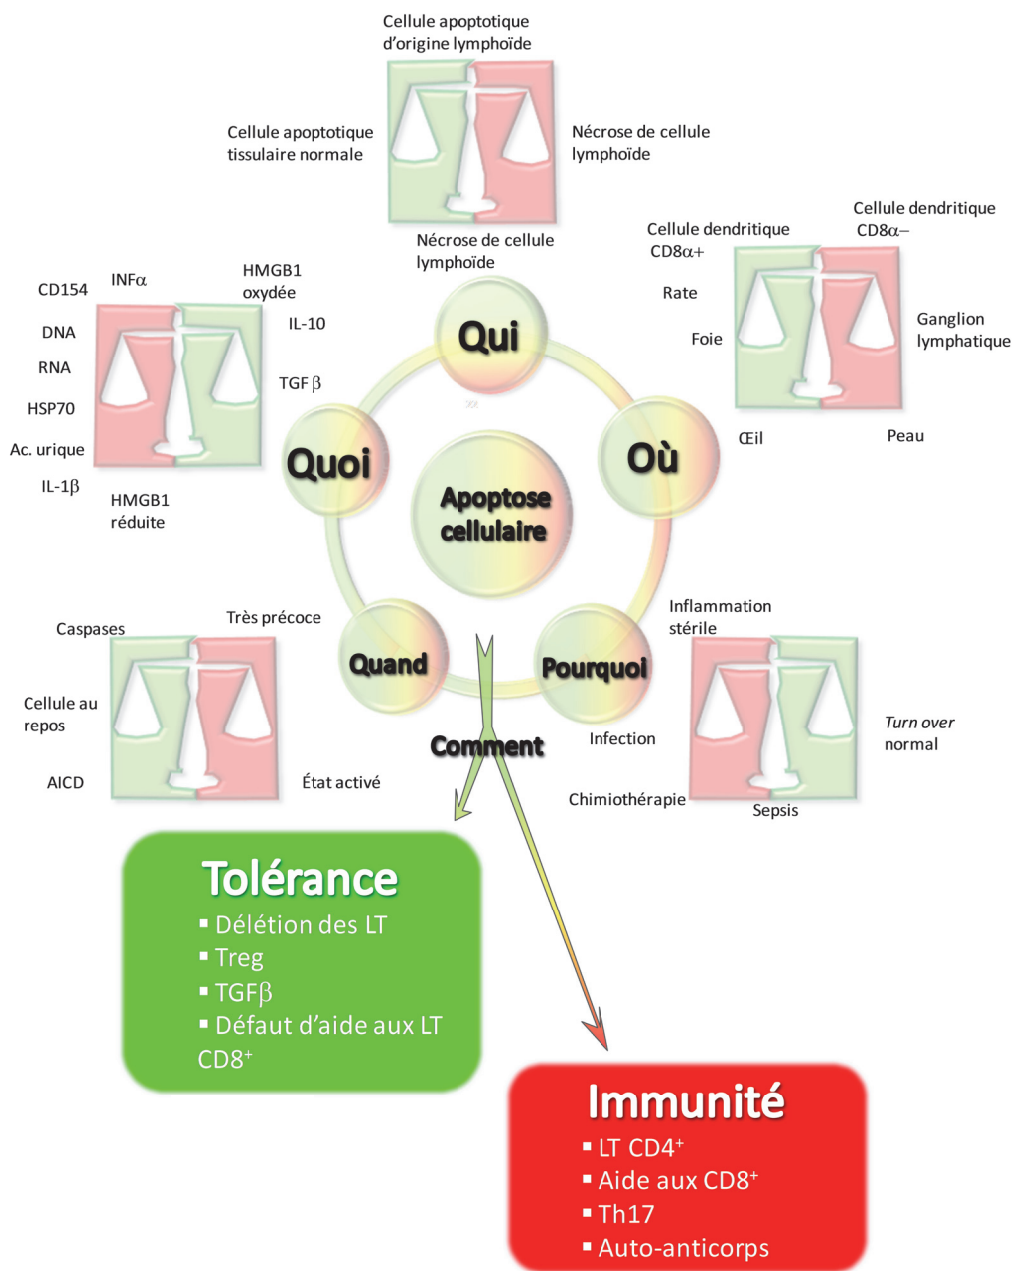 Cellule apoptotique
d’origine lymphoïde
Cellule apoptotique
tissulaire normale
Nécrose de cellule
lymphoïde
Nécrose de cellule
lymphoïde
Cellule dendritique
CD8α+
Cellule dendritique
CD8α−
Rate
Foie
Ganglion
lymphatique
Œil
Peau
CD154
INFα
HMGB1
oxydée
DNA
IL-10
RNA
TGF β
HSP70
Ac. urique
IL-1β
HMGB1
réduite
Qui
Quoi
Où
Apoptose
cellulaire
Quand
Pourquoi
Comment
Caspases
Très précoce
Cellule au
repos
AICD
État activé
Inflammation
stérile
Turn over
normal
Infection
Chimiothérapie
Sepsis
Tolérance
▪ Délétion des LT
▪ Treg
▪ TGFβ
▪ Défaut d’aide aux LT
CD8⁺
Immunité
▪ LT CD4⁺
▪ Aide aux CD8⁺
▪ Th17
▪ Auto-anticorps